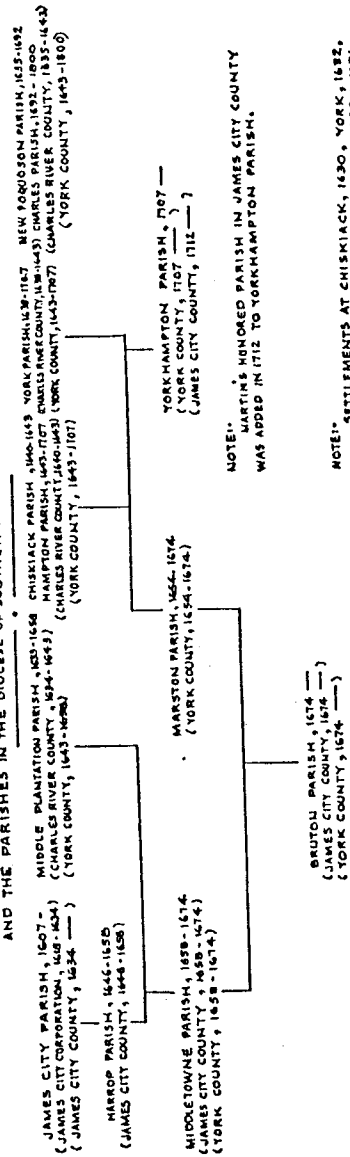 AND THE PARISHES IN THE DIOCESE OF
JAMES CITY PARISH, 1607-
(JAMES CITY CORPORATION, 1618-1634)
(JAMES CITY COUNTY, 1634 —)
MIDDLE PLANTATION PARISH, 1633-1658
(CHARLES RIVER COUNTY, 1634-1643)
(YORK COUNTY, 1643-1658)
CHISKIACK PARISH, 1640-1643
HAMPTON PARISH, 1643-1707
(CHARLES RIVER COUNTY, 1640-1643)
(YORK COUNTY, 1643-1707)
YORK PARISH, 1638-1707
(CHARLES RIVER COUNTY, 1638-1643)
(YORK COUNTY, 1643-1707)
NEW POQUOSON PARISH, 1635-1692
CHARLES PARISH, 1692-1800
(CHARLES RIVER COUNTY, 1635-1643)
(YORK COUNTY, 1643-1800)
HARROP PARISH, 1646-1658
(JAMES CITY COUNTY, 1646-1658)
MIDDLETOWNE PARISH, 1658-1674
(JAMES CITY COUNTY, 1658-1674)
(YORK COUNTY, 1658-1674)
MARSTON PARISH, 1654-1674
(YORK COUNTY, 1654-1674)
YORKHAMPTON PARISH, 1707 —
(YORK COUNTY, 1707 —)
(JAMES CITY COUNTY, 1712 —)
BRUTON PARISH, 1674 —
(JAMES CITY COUNTY, 1674 —)
(YORK COUNTY, 1674 —)
NOTE:-
MARTIN'S HONORED PARISH IN JAMES CITY COUNTY
WAS ADDED IN 1712 TO YORKHAMPTON PARISH.
NOTE:-
SETTLEMENTS AT CHISKIACK, 1630, YORK, 1632,